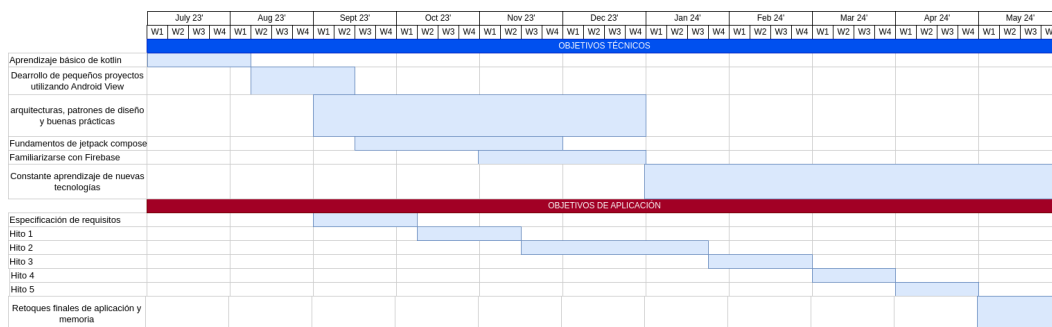 July 23' Aug 23' Sept 23' Oct 23' Nov 23' Dec 23' Jan 24' Feb 24' Mar 24' Apr 24' May 24'
W1 W2 W3 W4 W1 W2 W3 W4 W1 W2 W3 W4 W1 W2 W3 W4 W1 W2 W3 W4 W1 W2 W3 W4 W1 W2 W3 W4 W1 W2 W3 W4 W1 W2 W3 W4 W1 W2 W3 W4 W1 W2 W3
OBJETIVOS TÉCNICOS
Aprendizaje básico de kotlin
Dearrollo de pequeños proyectos
utilizando Android View
arquitecturas, patrones de diseño
y buenas prácticas
Fundamentos de jetpack compose
Familiarizarse con Firebase
Constante aprendizaje de nuevas
tecnologías
OBJETIVOS DE APLICACIÓN
Especificación de requisitos
Hito 1
Hito 2
Hito 3
Hito 4
Hito 5
Retoques finales de aplicación y
memoria